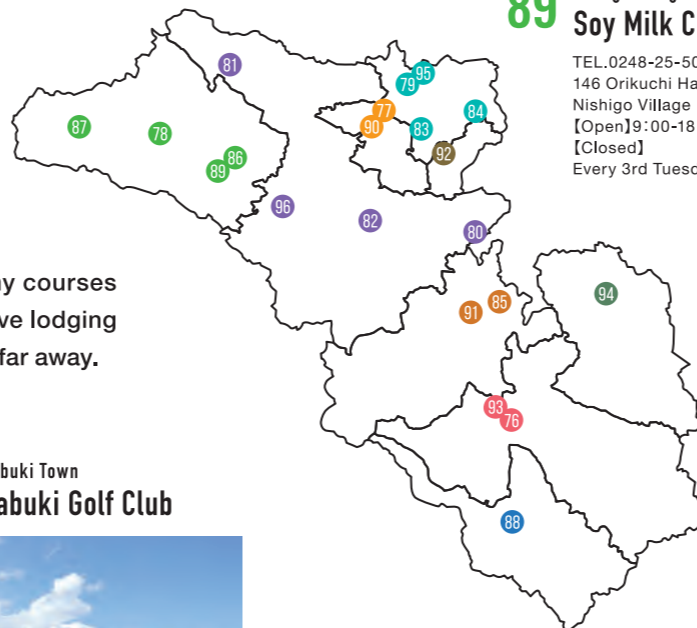 89
Soy Milk C
TEL.0248-25-50
146 Orikuchi Ha
Nishigo Village
【Open】9:00-18
【Closed】
Every 3rd Tuesd
81
95
79
77
84
87
78
90
83
92
86
89
96
82
80
94
85
91
93
76
88
ny courses
ve lodging
far away.
buki Town
abuki Golf Club